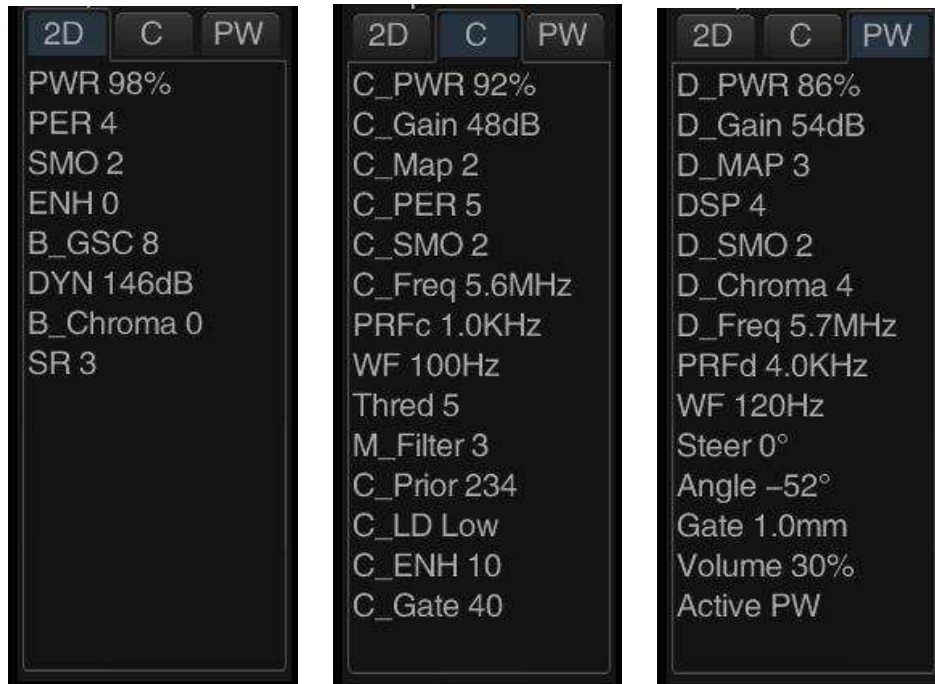 2D C PW
PWR 98%
PER 4
SMO 2
ENH 0
B_GSC 8
DYN 146dB
B_Chroma 0
SR 3
2D C PW
C_PWR 92%
C_Gain 48dB
C_Map 2
C_PER 5
C_SMO 2
C_Freq 5.6MHz
PRFc 1.0KHz
WF 100Hz
Thred 5
M_Filter 3
C_Prior 234
C_LD Low
C_ENH 10
C_Gate 40
2D C PW
D_PWR 86%
D_Gain 54dB
D_MAP 3
DSP 4
D_SMO 2
D_Chroma 4
D_Freq 5.7MHz
PRFd 4.0KHz
WF 120Hz
Steer 0°
Angle −52°
Gate 1.0mm
Volume 30%
Active PW